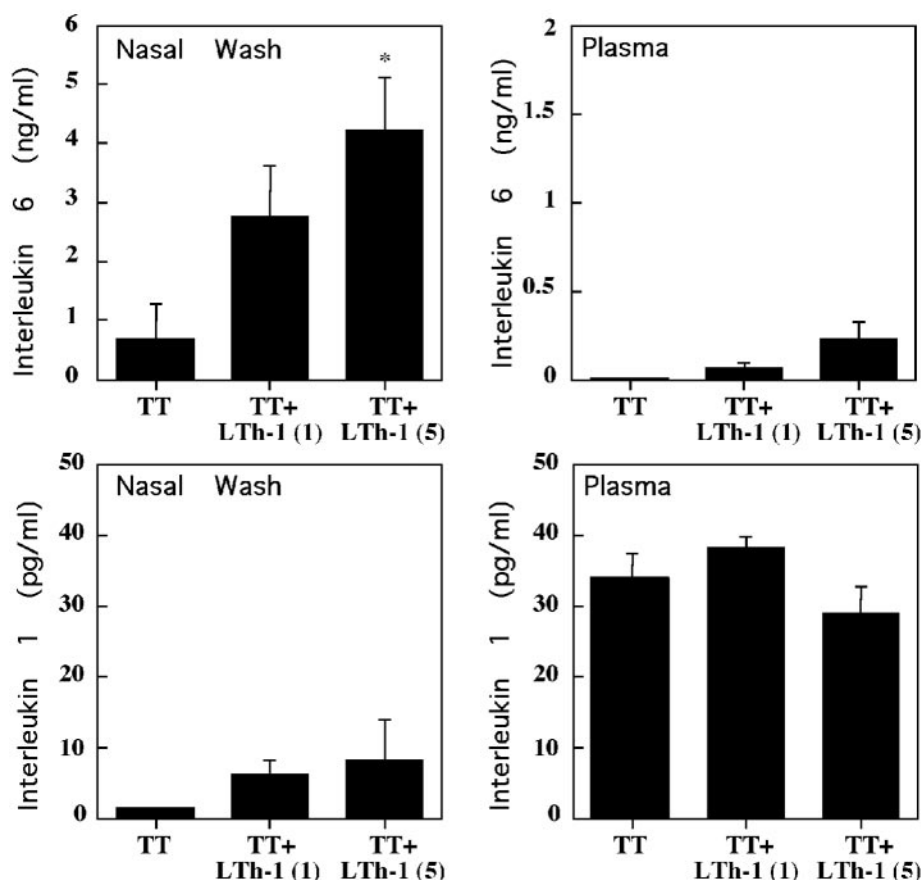 Interleukin 6 (ng/ml)
6
5
4
3
2
1
0
Nasal Wash
*
TT
TT+
LTh-1 (1)
TT+
LTh-1 (5)
Interleukin 6 (ng/ml)
2
1.5
1
0.5
0
Plasma
TT
TT+
LTh-1 (1)
TT+
LTh-1 (5)
Interleukin 1 (pg/ml)
50
40
30
20
10
0
Nasal Wash
TT
TT+
LTh-1 (1)
TT+
LTh-1 (5)
Interleukin 1 (pg/ml)
50
40
30
20
10
0
Plasma
TT
TT+
LTh-1 (1)
TT+
LTh-1 (5)